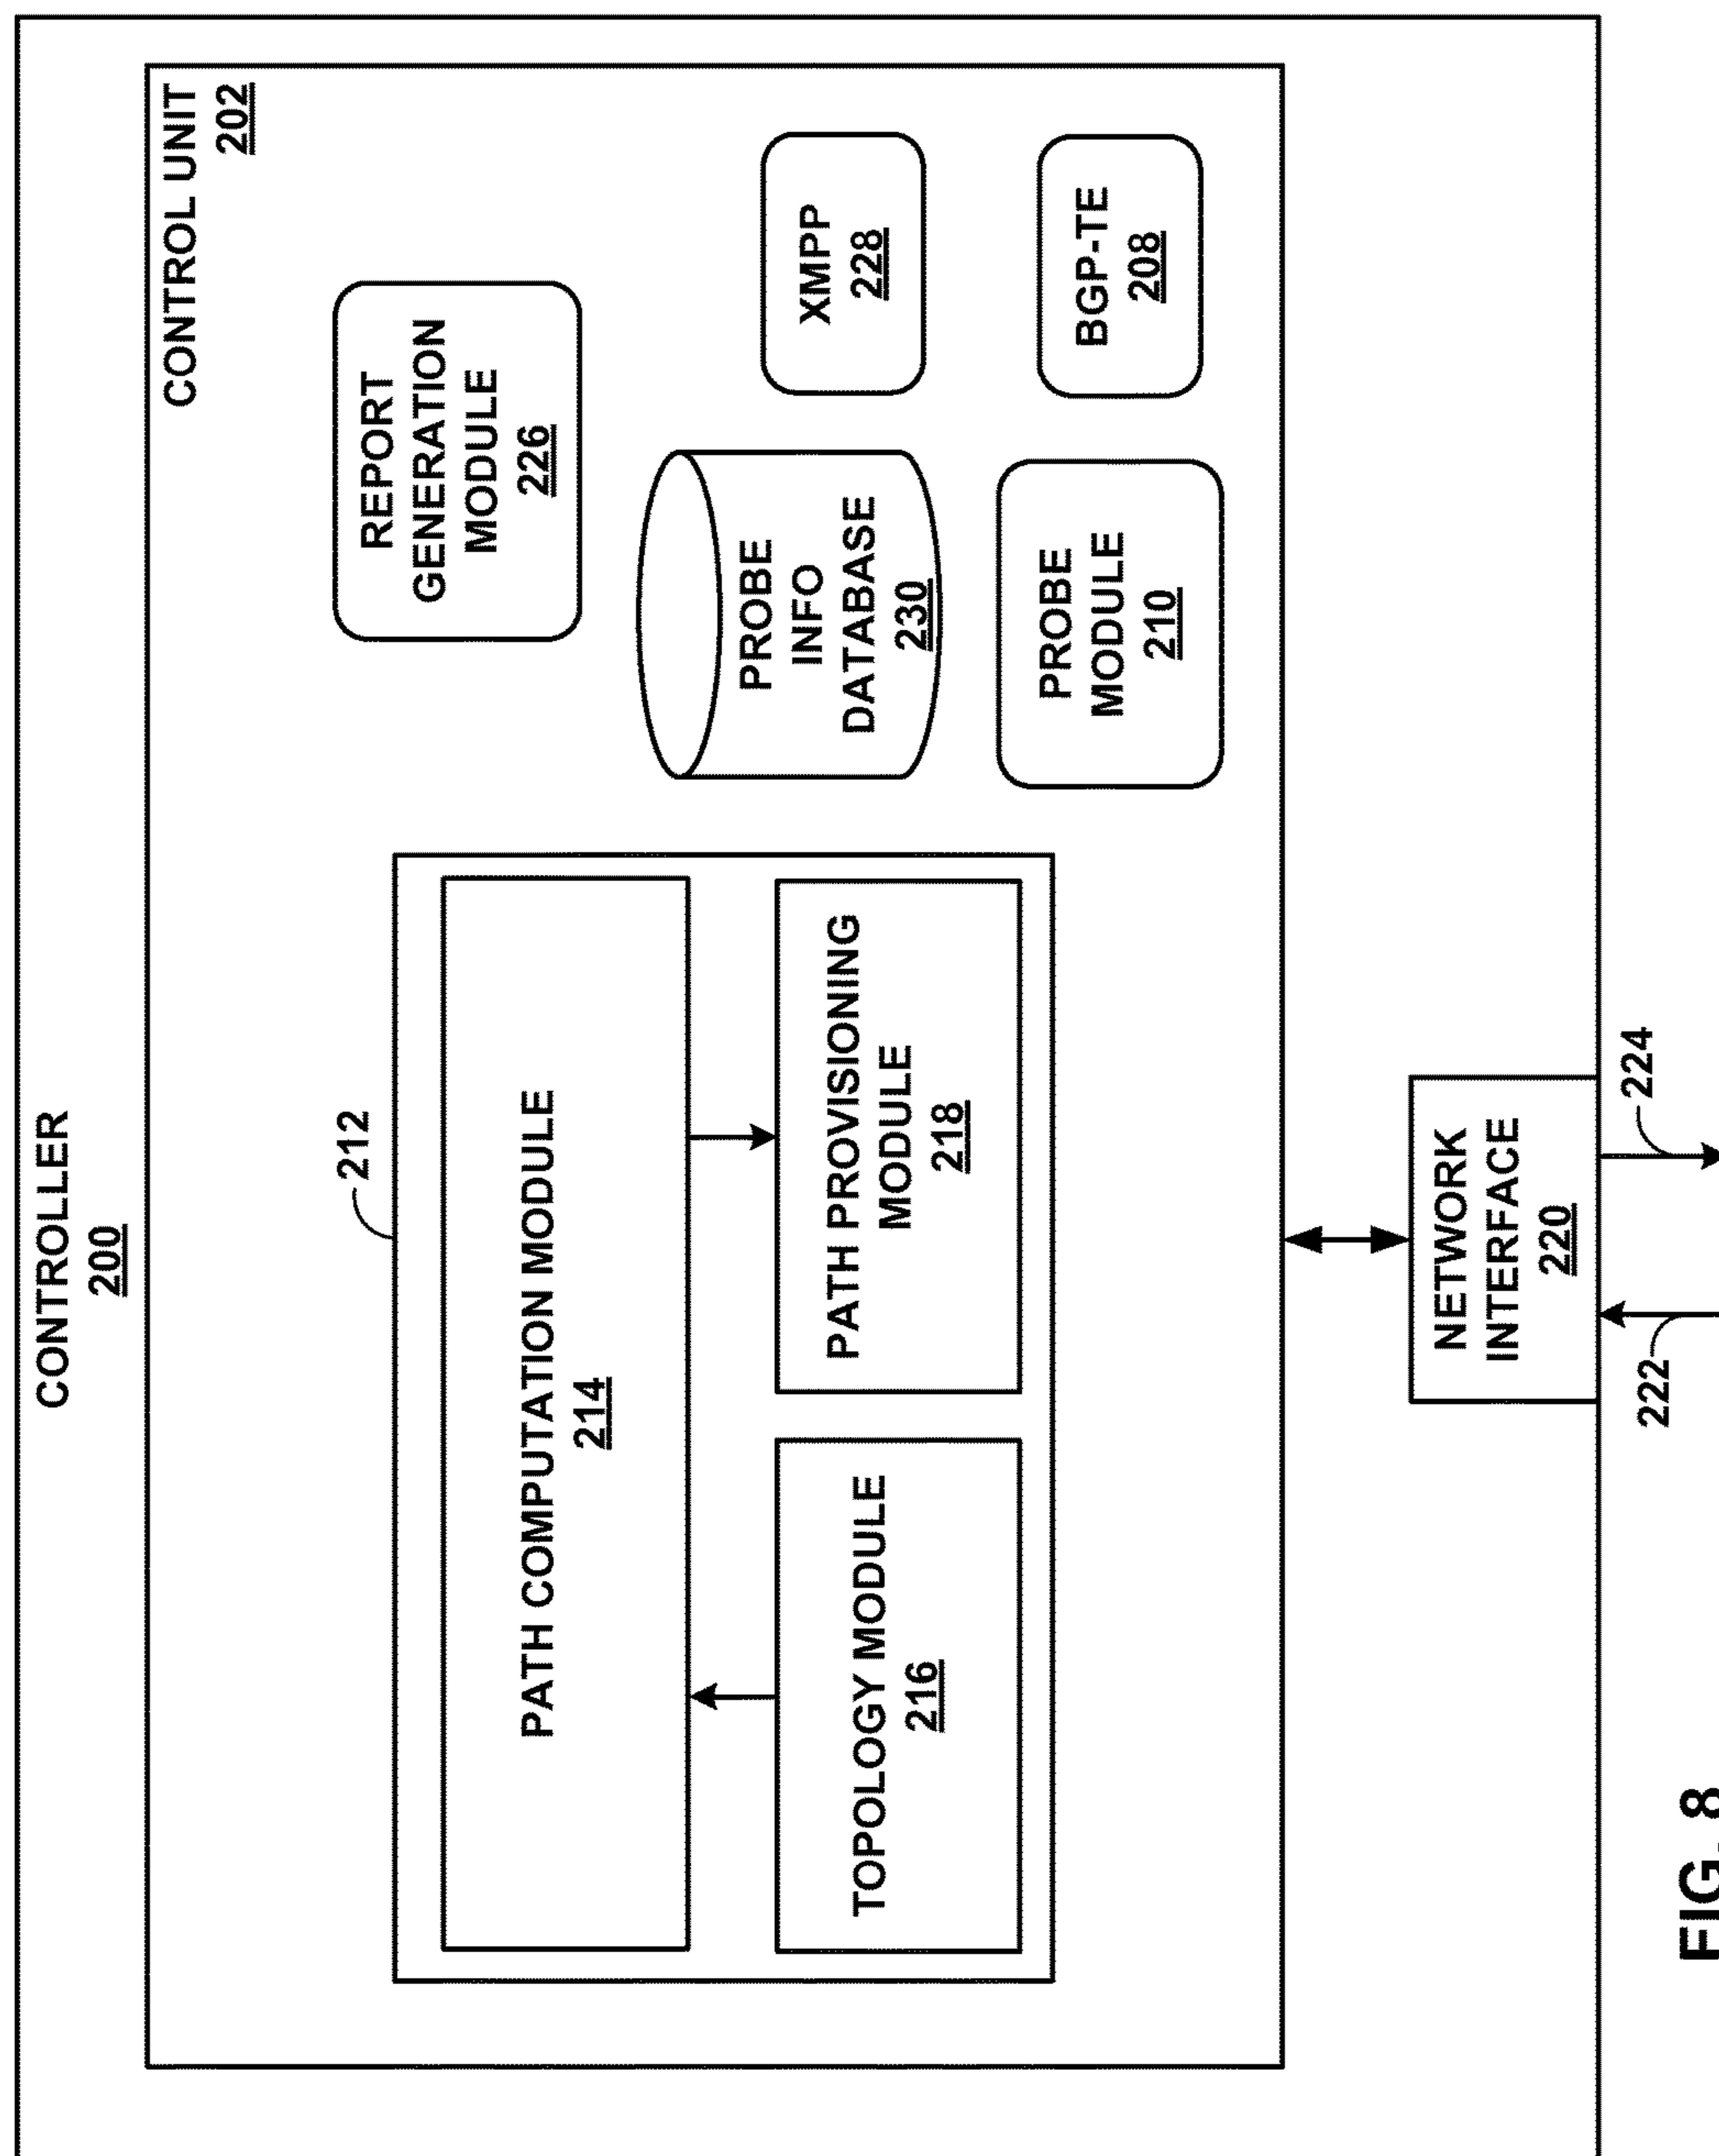 CONTROLLER
200
CONTROL UNIT
202
212
PATH COMPUTATION MODULE
214
TOPOLOGY MODULE
216
PATH PROVISIONING
MODULE
218
REPORT
GENERATION
MODULE
226
PROBE
INFO
DATABASE
230
XMPP
228
PROBE
MODULE
210
BGP-TE
208
NETWORK
INTERFACE
220
222
224
FIG. 8